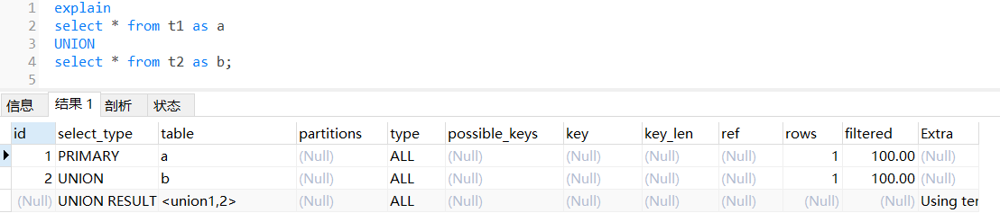 1 explain
2 select * from t1 as a
3 UNION
4 select * from t2 as b;
5
信息 结果 1 剖析 状态
id select_type table partitions type possible_keys key key_len ref rows filtered Extra
1 PRIMARY a (Null) ALL (Null) (Null) (Null) (Null) 1 100.00 (Null)
2 UNION b (Null) ALL (Null) (Null) (Null) (Null) 1 100.00 (Null)
(Null) UNION RESULT <union1,2> (Null) ALL (Null) (Null) (Null) (Null) (Null) (Null) Using ter